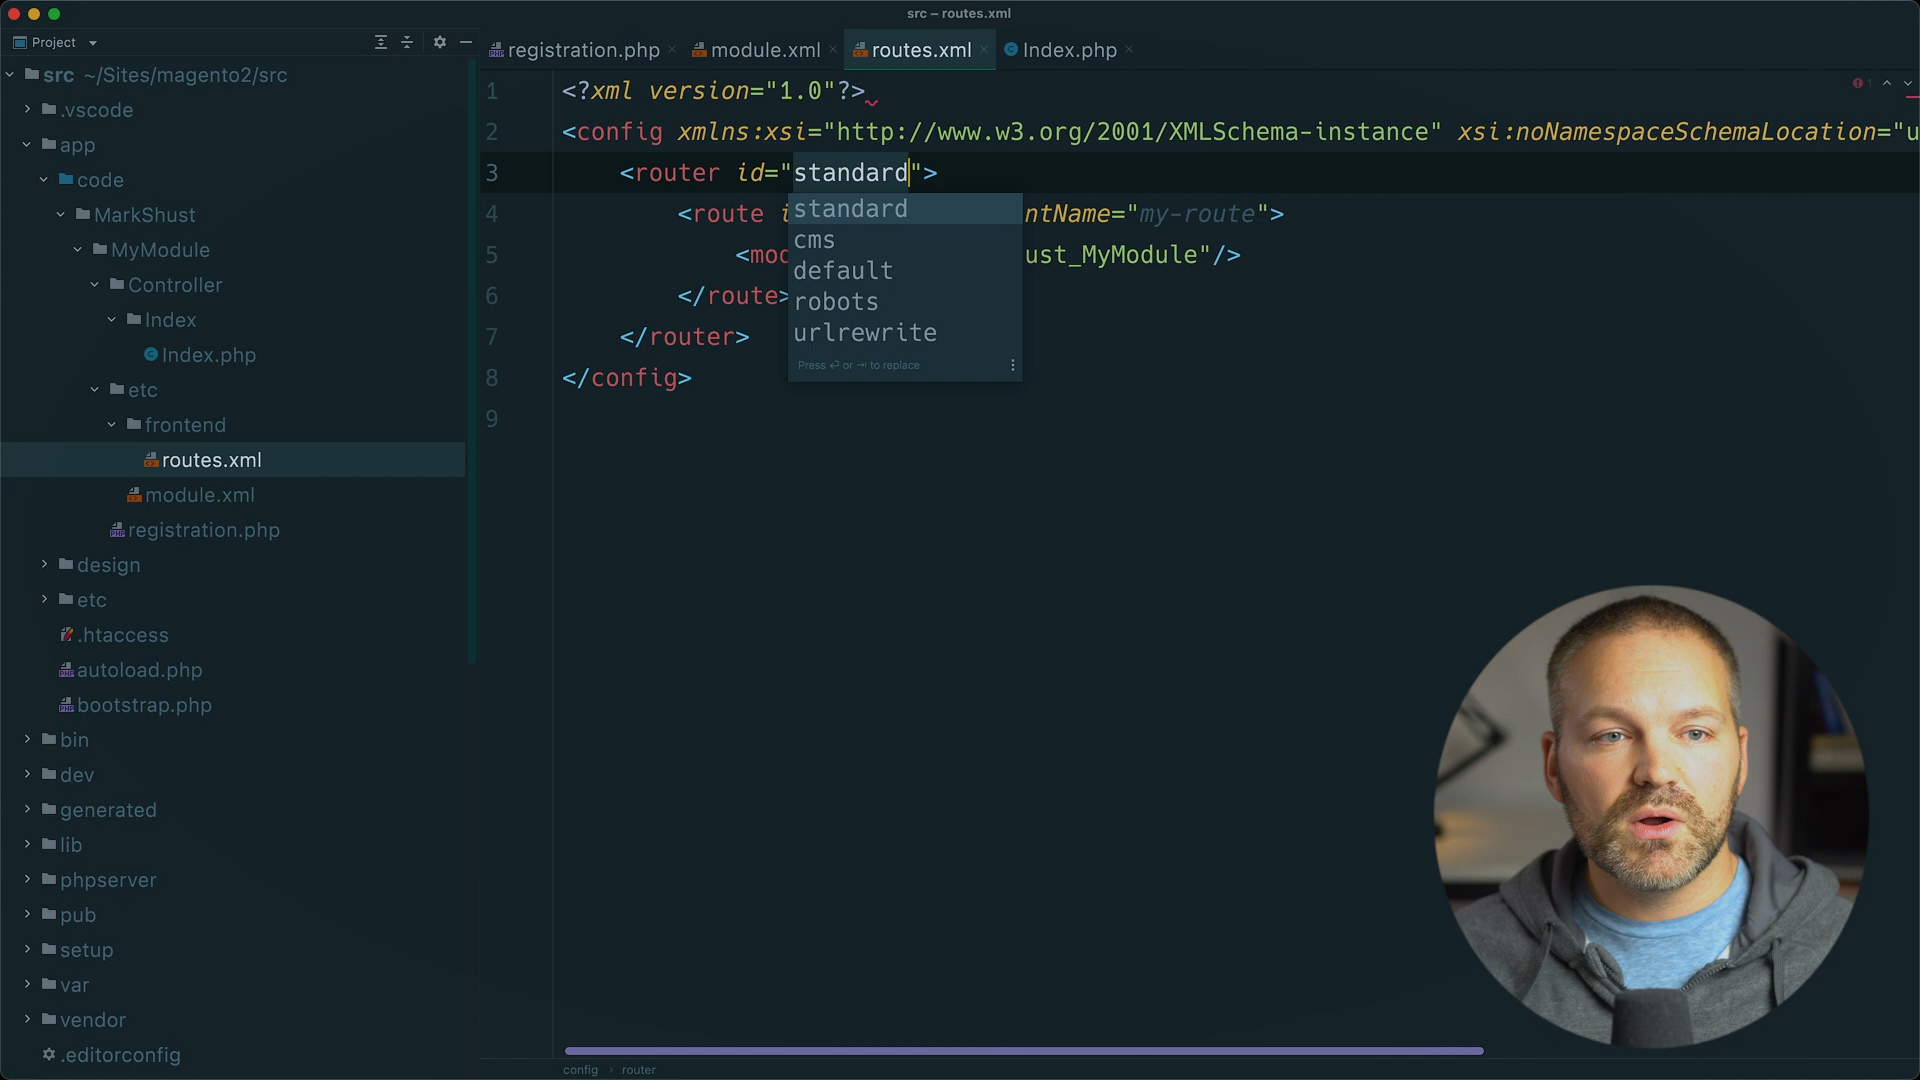 src – routes.xml
Project
registration.php
module.xml
routes.xml
Index.php
src ~/Sites/magento2/src
.vscode
app
code
MarkShust
MyModule
Controller
Index
Index.php
etc
frontend
routes.xml
module.xml
registration.php
design
etc
.htaccess
autoload.php
bootstrap.php
bin
dev
generated
lib
phpserver
pub
setup
var
vendor
.editorconfig
1 <?xml version="1.0"?>
2 <config xmlns:xsi="http://www.w3.org/2001/XMLSchema-instance" xsi:noNamespaceSchemaLocation="u
3 <router id="standard">
4 <route i ntName="my-route">
5 <mod ust_MyModule"/>
6 </route>
7 </router>
8 </config>
9
standard
cms
default
robots
urlrewrite
Press ⏎ or ⇥ to replace
1
config › router